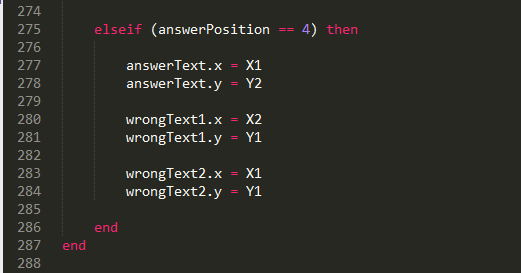 274
275 elseif (answerPosition == 4) then
276
277 answerText.x = X1
278 answerText.y = Y2
279
280 wrongText1.x = X2
281 wrongText1.y = Y1
282
283 wrongText2.x = X1
284 wrongText2.y = Y1
285
286 end
287 end
288